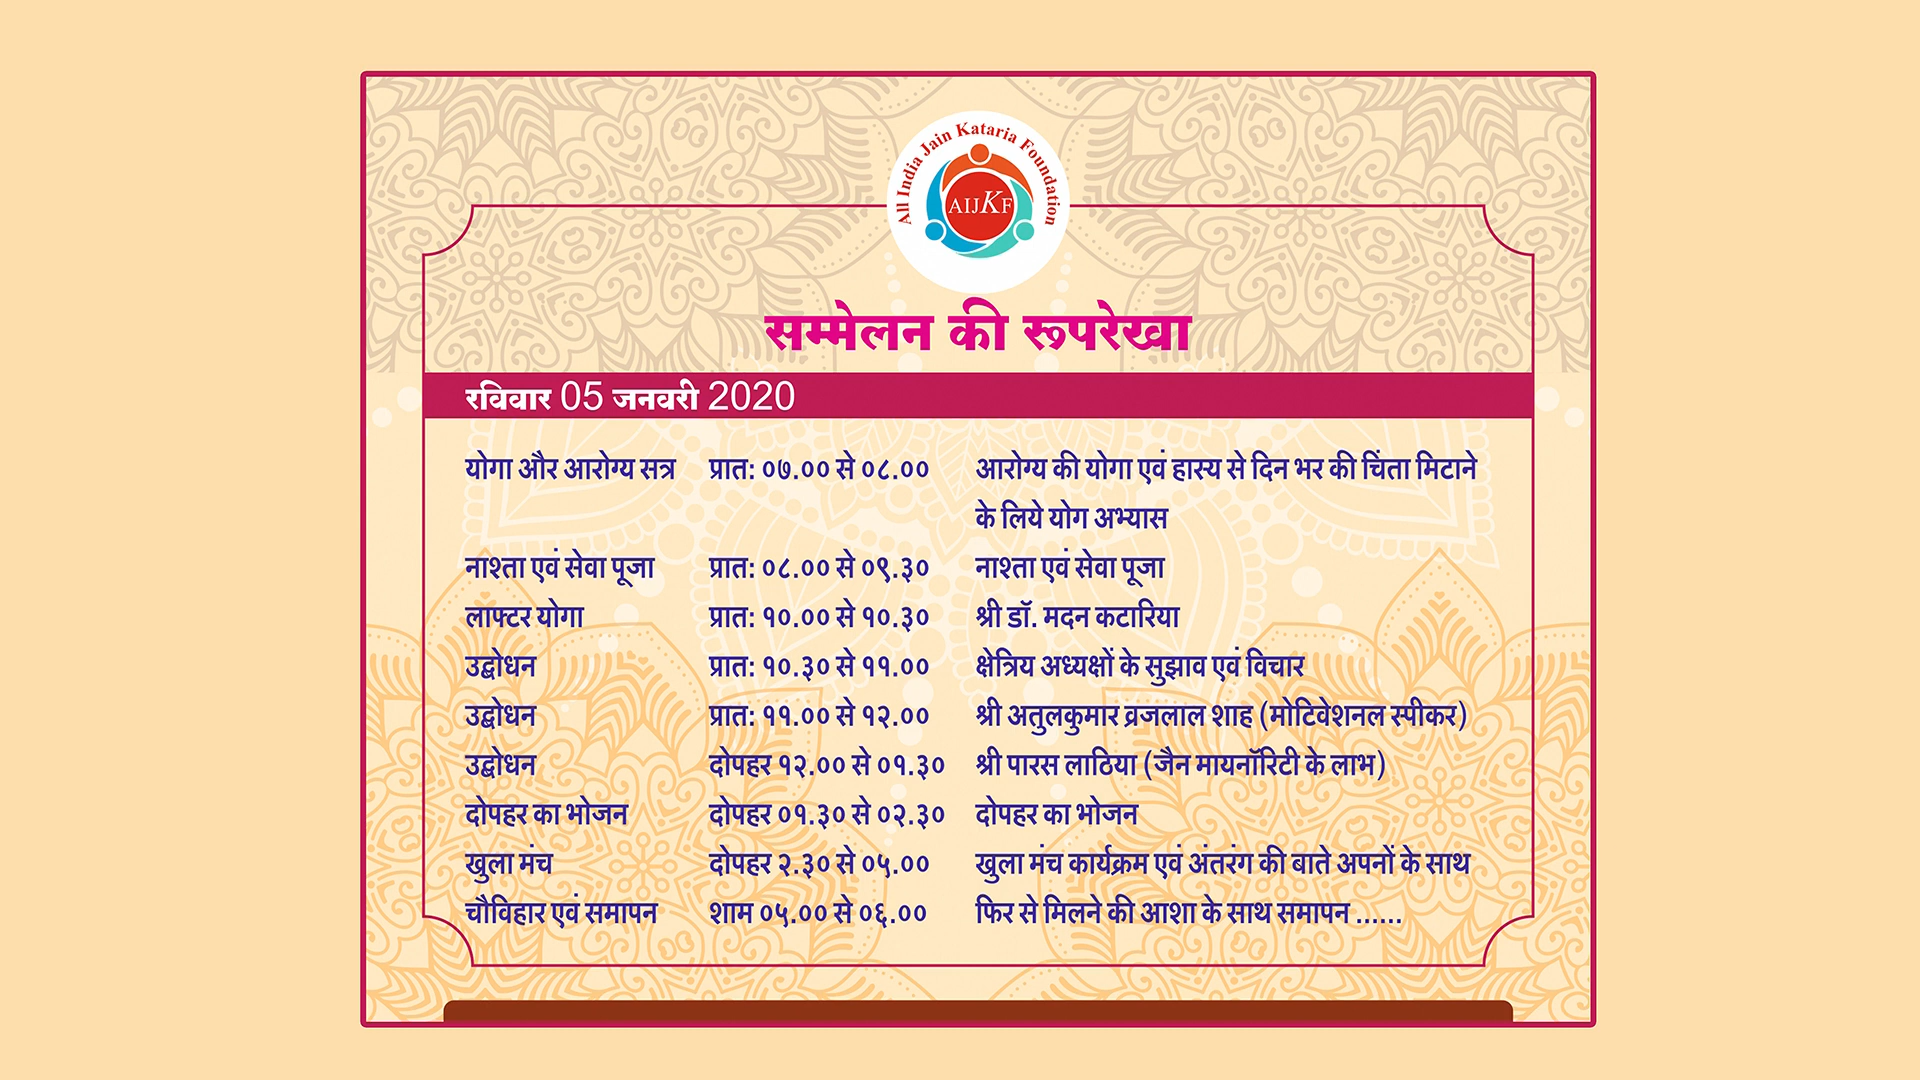 All India Jain Kataria Foundation
AIJKF
सम्मेलन की रूपरेखा
रविवार 05 जनवरी 2020
योगा और आरोग्य सत्र प्रात: ०७.०० से ०८.०० आरोग्य की योगा एवं हास्य से दिन भर की चिंता मिटाने
के लिये योग अभ्यास
नाश्ता एवं सेवा पूजा प्रात: ०८.०० से ०९.३० नाश्ता एवं सेवा पूजा
लाफ्टर योगा प्रात: १०.०० से १०.३० श्री डॉ. मदन कटारिया
उद्बोधन प्रात: १०.३० से ११.०० क्षेत्रिय अध्यक्षों के सुझाव एवं विचार
उद्बोधन प्रात: ११.०० से १२.०० श्री अतुलकुमार व्रजलाल शाह (मोटिवेशनल स्पीकर)
उद्बोधन दोपहर १२.०० से ०१.३० श्री पारस लाठिया (जैन मायनॉरिटी के लाभ)
दोपहर का भोजन दोपहर ०१.३० से ०२.३० दोपहर का भोजन
खुला मंच दोपहर २.३० से ०५.०० खुला मंच कार्यक्रम एवं अंतरंग की बाते अपनों के साथ
चौविहार एवं समापन शाम ०५.०० से ०६.०० फिर से मिलने की आशा के साथ समापन ......